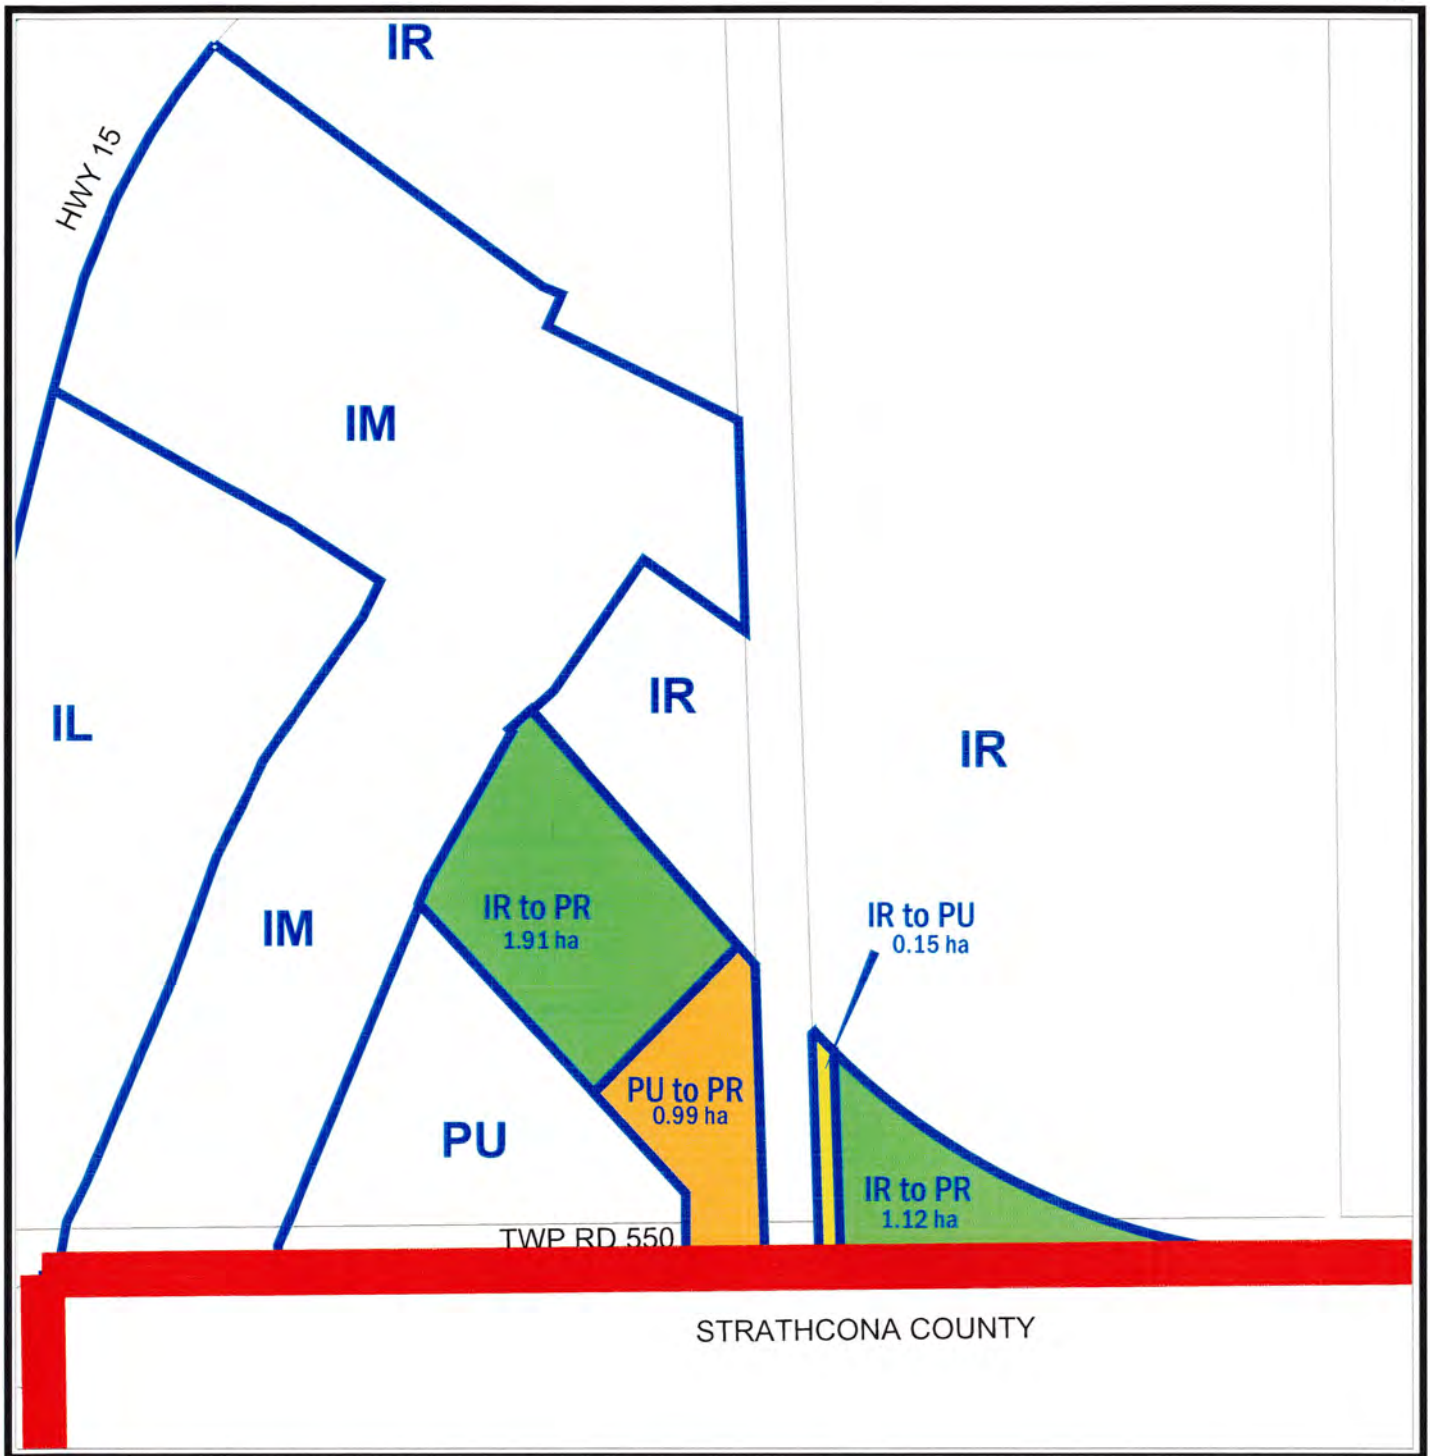 IR
HWY 15
IM
IR
IL
IR
IR to PR
1.91 ha
IR to PU
0.15 ha
IM
PU to PR
0.99 ha
PU
IR to PR
1.12 ha
TWP RD 550
STRATHCONA COUNTY